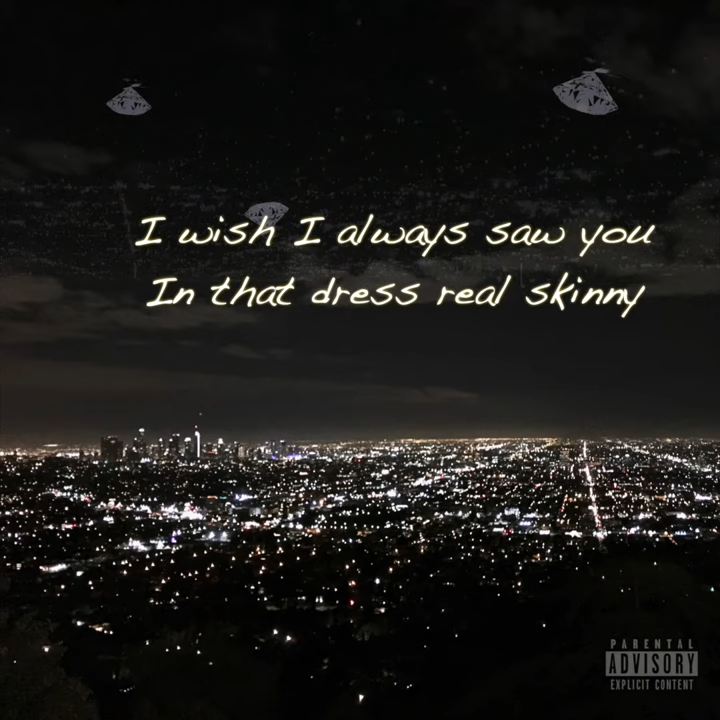 I wish I always saw you
In that dress real skinny
PARENTAL
ADVISORY
EXPLICIT CONTENT